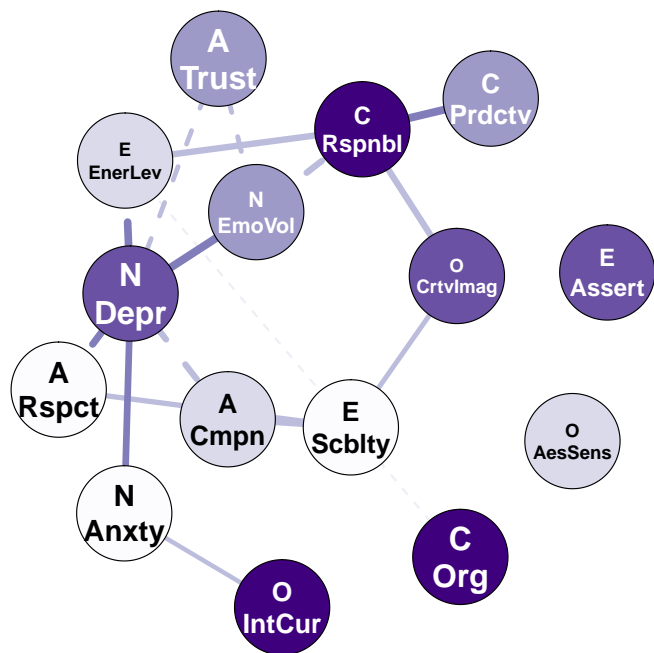 A
Trust
C
Prdctv
C
Rspnbl
E
EnerLev
N
EmoVol
O
CrtvImag
E
Assert
N
Depr
A
Rspct
A
Cmpn
E
Scblty
O
AesSens
N
Anxty
C
Org
O
IntCur